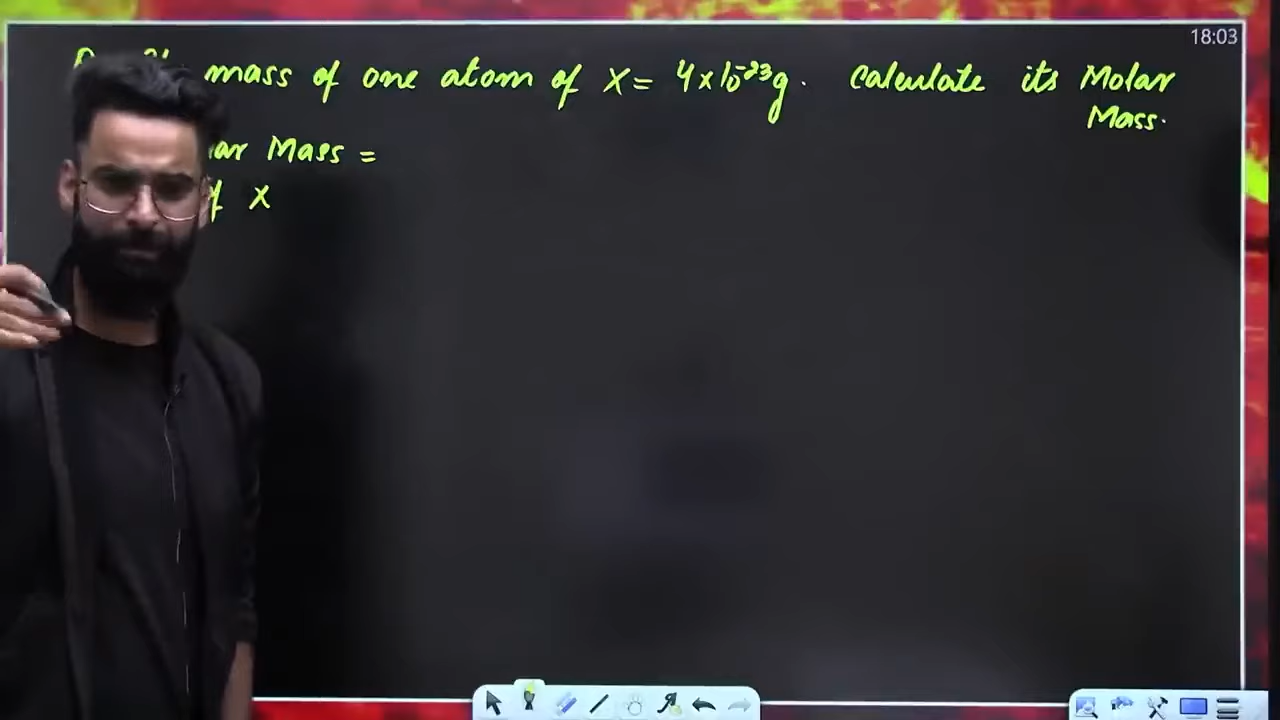 18:03
mass of one atom of X = 4×10⁻²³g. Calculate its Molar
Mass.
Mass =
X